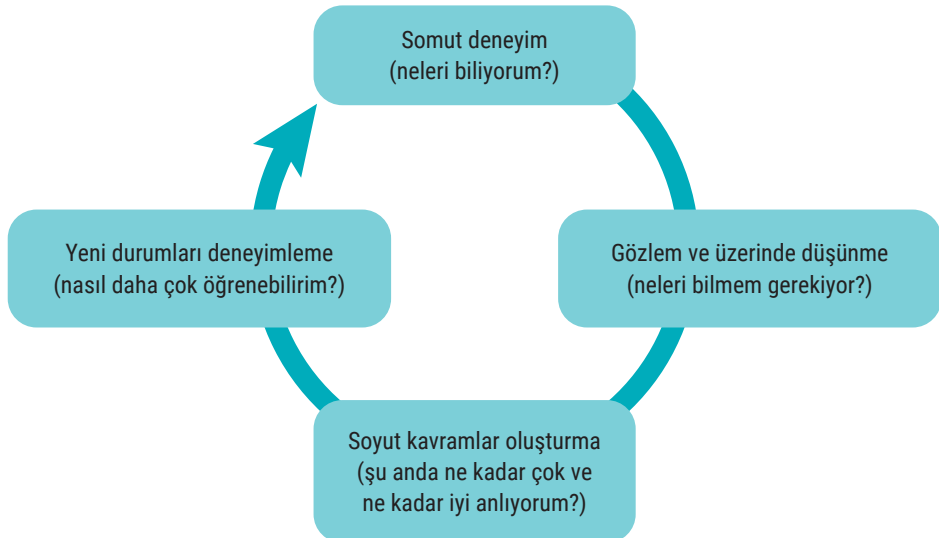 Somut deneyim
(neleri biliyorum?)
Gözlem ve üzerinde düşünme
(neleri bilmem gerekiyor?)
Soyut kavramlar oluşturma
(şu anda ne kadar çok ve
ne kadar iyi anlıyorum?)
Yeni durumları deneyimleme
(nasıl daha çok öğrenebilirim?)